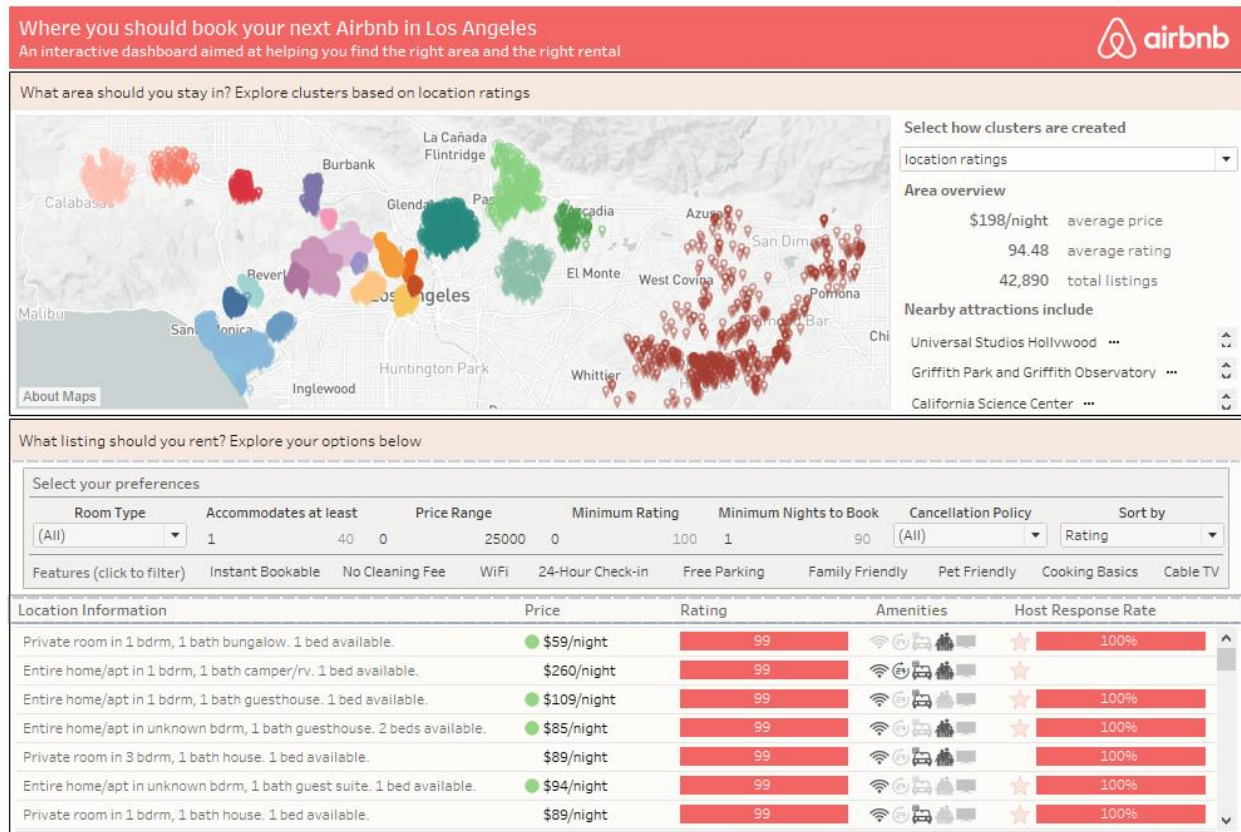 Where you should book your next Airbnb in Los Angeles
An interactive dashboard aimed at helping you find the right area and the right rental
airbnb
What area should you stay in? Explore clusters based on location ratings
La Cañada
Flintridge
Burbank
Calabasas
Azusa
San Dimas
El Monte
West Covina
Pomona
Los Angeles
Malibu
Santa Monica
Chi
Huntington Park
Whittier
Inglewood
About Maps
Select how clusters are created
location ratings
Area overview
$198/night average price
94.48 average rating
42,890 total listings
Nearby attractions include
Universal Studios Hollywood ...
Griffith Park and Griffith Observatory ...
California Science Center ...
What listing should you rent? Explore your options below
Select your preferences
Room Type Accommodates at least Price Range Minimum Rating Minimum Nights to Book Cancellation Policy Sort by
(All) 1 40 0 25000 0 100 1 90 (All) Rating
Features (click to filter) Instant Bookable No Cleaning Fee WiFi 24-Hour Check-in Free Parking Family Friendly Pet Friendly Cooking Basics Cable TV
Location Information Price Rating Amenities Host Response Rate
Private room in 1 bdrm, 1 bath bungalow. 1 bed available. $59/night 99 100%
Entire home/apt in 1 bdrm, 1 bath camper/rv. 1 bed available. $260/night 99
Entire home/apt in 1 bdrm, 1 bath guesthouse. 1 bed available. $109/night 99 100%
Entire home/apt in unknown bdrm, 1 bath guesthouse. 2 beds available. $85/night 99 100%
Private room in 3 bdrm, 1 bath house. 1 bed available. $89/night 99 100%
Entire home/apt in unknown bdrm, 1 bath guest suite. 1 bed available. $94/night 99 100%
Private room in 1 bdrm, 1 bath house. 1 bed available. $89/night 99 100%